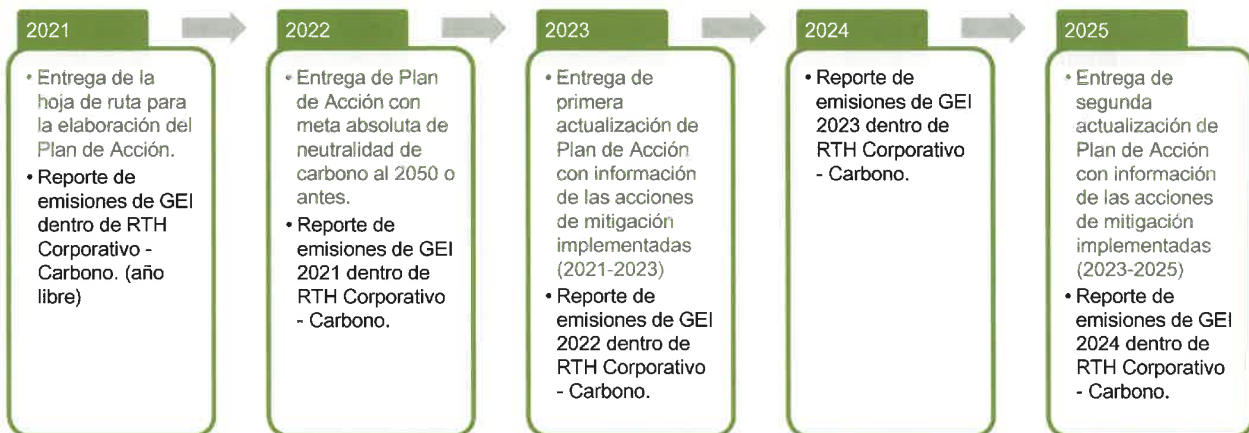 2021
• Entrega de la
hoja de ruta para
la elaboración del
Plan de Acción.
• Reporte de
emisiones de GEI
dentro de RTH
Corporativo -
Carbono. (año
libre)
2022
• Entrega de Plan
de Acción con
meta absoluta de
neutralidad de
carbono al 2050 o
antes.
• Reporte de
emisiones de GEI
2021 dentro de
RTH Corporativo
- Carbono.
2023
• Entrega de
primera
actualización de
Plan de Acción
con información
de las acciones
de mitigación
implementadas
(2021-2023)
• Reporte de
emisiones de GEI
2022 dentro de
RTH Corporativo
- Carbono.
2024
• Reporte de
emisiones de GEI
2023 dentro de
RTH Corporativo
- Carbono.
2025
• Entrega de
segunda
actualización de
Plan de Acción
con información
de las acciones
de mitigación
implementadas
(2023-2025)
• Reporte de
emisiones de GEI
2024 dentro de
RTH Corporativo
- Carbono.